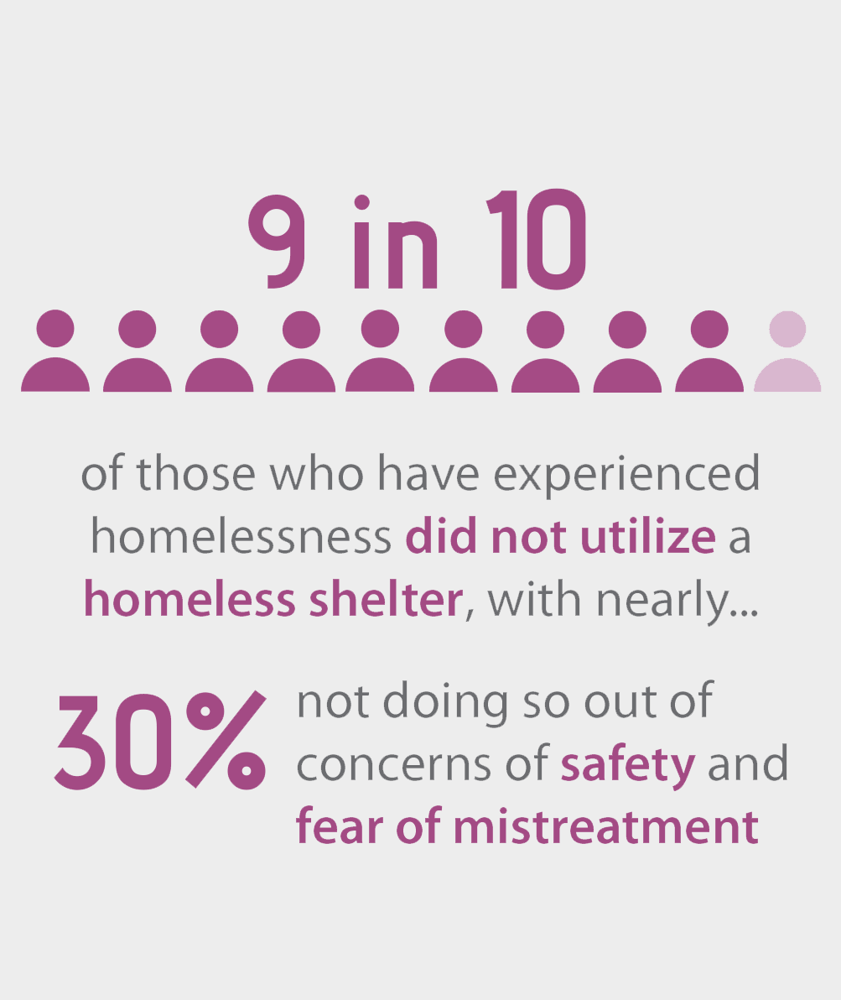 9 in 10
of those who have experienced
homelessness did not utilize a
homeless shelter, with nearly...
30%
not doing so out of
concerns of safety and
fear of mistreatment